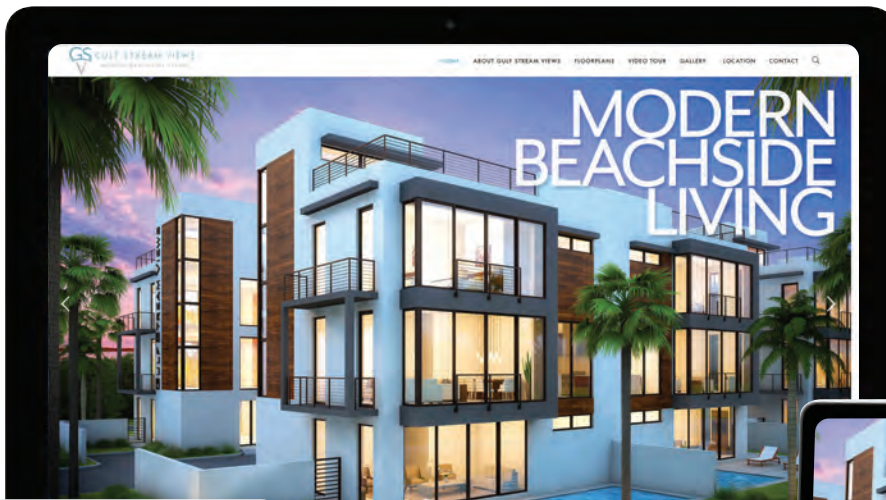 GS GULF STREAM VIEWS
HOME ABOUT GULF STREAM VIEWS FLOORPLANS VIDEO TOUR GALLERY LOCATION CONTACT
MODERN
BEACHSIDE
LIVING